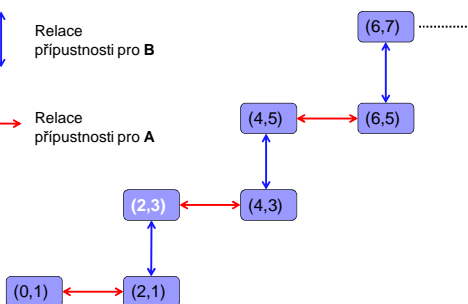 Relace
přípustnosti pro B
Relace
přípustnosti pro A
(6,7)
(4,5)
(6,5)
(2,3)
(4,3)
(0,1)
(2,1)